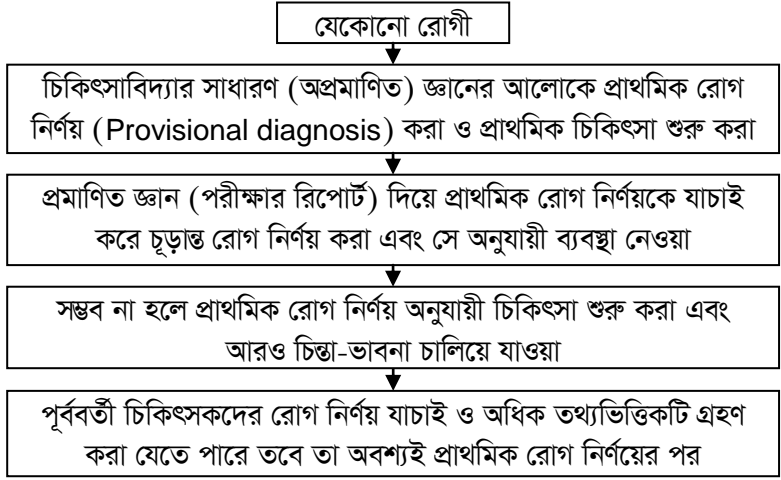 যেকোনো রোগী
চিকিৎসাবিদ্যার সাধারণ (অপ্রমাণিত) জ্ঞানের আলোকে প্রাথমিক রোগ
নির্ণয় (Provisional diagnosis) করা ও প্রাথমিক চিকিৎসা শুরু করা
প্রমাণিত জ্ঞান (পরীক্ষার রিপোর্ট) দিয়ে প্রাথমিক রোগ নির্ণয়কে যাচাই
করে চূড়ান্ত রোগ নির্ণয় করা এবং সে অনুযায়ী ব্যবস্থা নেওয়া
সম্ভব না হলে প্রাথমিক রোগ নির্ণয় অনুযায়ী চিকিৎসা শুরু করা এবং
আরও চিন্তা-ভাবনা চালিয়ে যাওয়া
পূর্ববর্তী চিকিৎসকদের রোগ নির্ণয় যাচাই ও অধিক তথ্যভিত্তিকটি গ্রহণ
করা যেতে পারে তবে তা অবশ্যই প্রাথমিক রোগ নির্ণয়ের পর